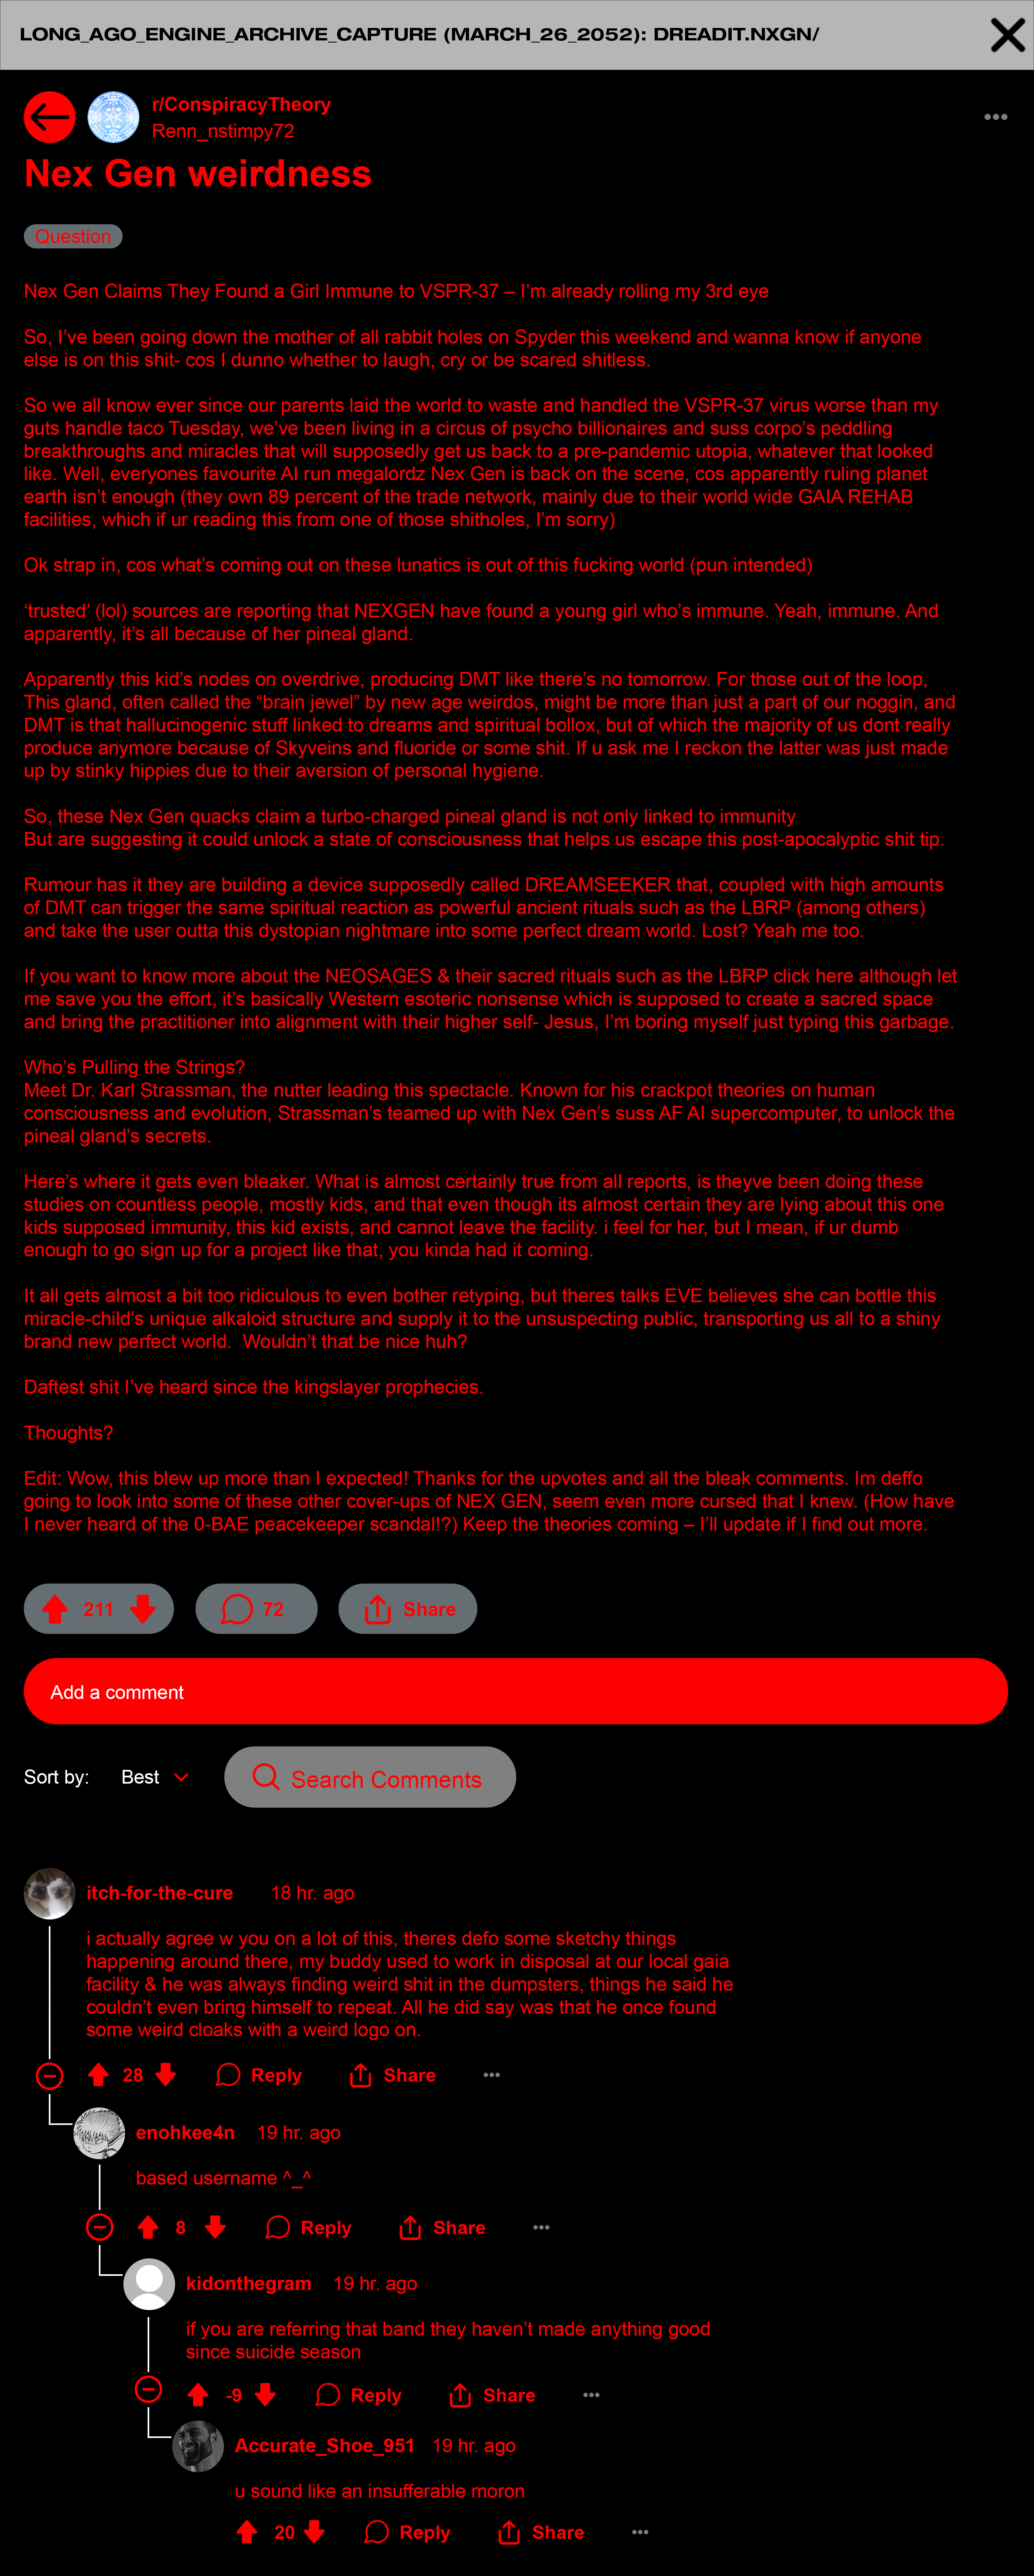 LONG_AGO_ENGINE_ARCHIVE_CAPTURE (MARCH_26_2052): DREADIT.NXGN/
r/ConspiracyTheory
Renn_nstimpy72
Nex Gen weirdness
Question
Nex Gen Claims They Found a Girl Immune to VSPR-37 – I’m already rolling my 3rd eye
So, I’ve been going down the mother of all rabbit holes on Spyder this weekend and wanna know if anyone
else is on this shit- cos I dunno whether to laugh, cry or be scared shitless.
So we all know ever since our parents laid the world to waste and handled the VSPR-37 virus worse than my
guts handle taco Tuesday, we’ve been living in a circus of psycho billionaires and suss corpo’s peddling
breakthroughs and miracles that will supposedly get us back to a pre-pandemic utopia, whatever that looked
like. Well, everyones favourite AI run megalordz Nex Gen is back on the scene, cos apparently ruling planet
earth isn’t enough (they own 89 percent of the trade network, mainly due to their world wide GAIA REHAB
facilities, which if ur reading this from one of those shitholes, I’m sorry)
Ok strap in, cos what’s coming out on these lunatics is out of this fucking world (pun intended)
‘trusted’ (lol) sources are reporting that NEXGEN have found a young girl who’s immune. Yeah, immune. And
apparently, it’s all because of her pineal gland.
Apparently this kid’s nodes on overdrive, producing DMT like there’s no tomorrow. For those out of the loop,
This gland, often called the “brain jewel” by new age weirdos, might be more than just a part of our noggin, and
DMT is that hallucinogenic stuff linked to dreams and spiritual bollox, but of which the majority of us dont really
produce anymore because of Skyveins and fluoride or some shit. If u ask me I reckon the latter was just made
up by stinky hippies due to their aversion of personal hygiene.
So, these Nex Gen quacks claim a turbo-charged pineal gland is not only linked to immunity
But are suggesting it could unlock a state of consciousness that helps us escape this post-apocalyptic shit tip.
Rumour has it they are building a device supposedly called DREAMSEEKER that, coupled with high amounts
of DMT can trigger the same spiritual reaction as powerful ancient rituals such as the LBRP (among others)
and take the user outta this dystopian nightmare into some perfect dream world. Lost? Yeah me too.
If you want to know more about the NEOSAGES & their sacred rituals such as the LBRP click here although let
me save you the effort, it’s basically Western esoteric nonsense which is supposed to create a sacred space
and bring the practitioner into alignment with their higher self- Jesus, I’m boring myself just typing this garbage.
Who’s Pulling the Strings?
Meet Dr. Karl Strassman, the nutter leading this spectacle. Known for his crackpot theories on human
consciousness and evolution, Strassman’s teamed up with Nex Gen’s suss AF AI supercomputer, to unlock the
pineal gland’s secrets.
Here’s where it gets even bleaker. What is almost certainly true from all reports, is theyve been doing these
studies on countless people, mostly kids, and that even though its almost certain they are lying about this one
kids supposed immunity, this kid exists, and cannot leave the facility. i feel for her, but I mean, if ur dumb
enough to go sign up for a project like that, you kinda had it coming.
It all gets almost a bit too ridiculous to even bother retyping, but theres talks EVE believes she can bottle this
miracle-child’s unique alkaloid structure and supply it to the unsuspecting public, transporting us all to a shiny
brand new perfect world.  Wouldn’t that be nice huh?
Daftest shit I’ve heard since the kingslayer prophecies.
Thoughts?
Edit: Wow, this blew up more than I expected! Thanks for the upvotes and all the bleak comments. Im deffo
going to look into some of these other cover-ups of NEX GEN, seem even more cursed that I knew. (How have
I never heard of the 0-BAE peacekeeper scandal!?) Keep the theories coming – I’ll update if I find out more.
211 72 Share
Add a comment
Sort by: Best Search Comments
itch-for-the-cure 18 hr. ago
i actually agree w you on a lot of this, theres defo some sketchy things
happening around there, my buddy used to work in disposal at our local gaia
facility & he was always finding weird shit in the dumpsters, things he said he
couldn’t even bring himself to repeat. All he did say was that he once found
some weird cloaks with a weird logo on.
28 Reply Share
enohkee4n 19 hr. ago
based username ^_^
8 Reply Share
kidonthegram 19 hr. ago
if you are referring that band they haven’t made anything good
since suicide season
-9 Reply Share
Accurate_Shoe_951 19 hr. ago
u sound like an insufferable moron
20 Reply Share